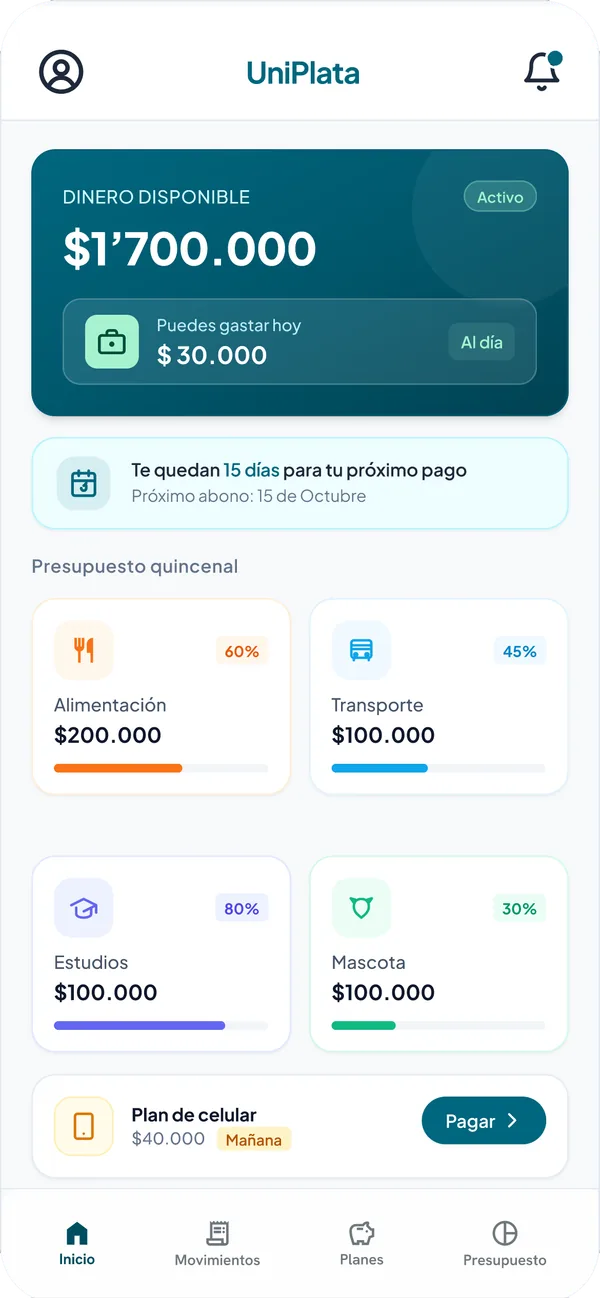 UniPlata
DINERO DISPONIBLE
Activo
$1’700.000
Puedes gastar hoy
$ 30.000
Al día
Te quedan 15 días para tu próximo pago
Próximo abono: 15 de Octubre
Presupuesto quincenal
60%
Alimentación
$200.000
45%
Transporte
$100.000
80%
Estudios
$100.000
30%
Mascota
$100.000
Plan de celular
$40.000 Mañana
Pagar
Inicio
Movimientos
Planes
Presupuesto